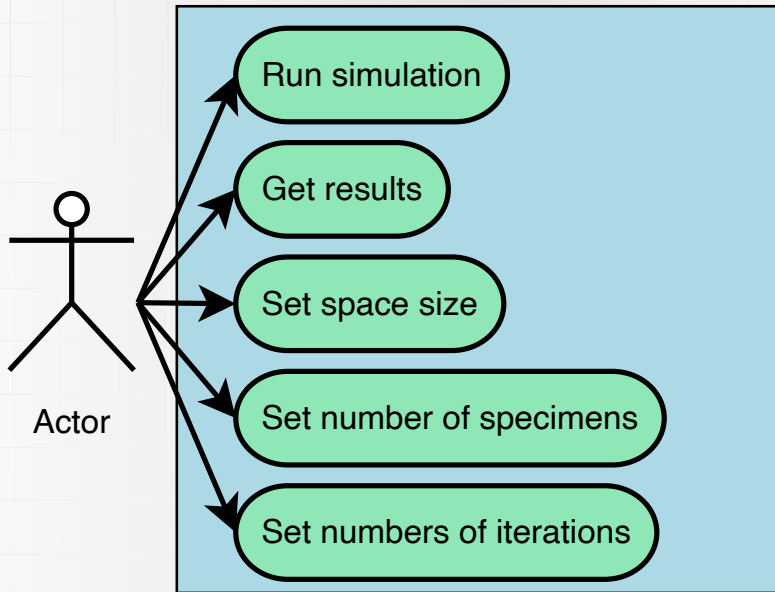 Run simulation
Get results
Set space size
Actor
Set number of specimens
Set numbers of iterations